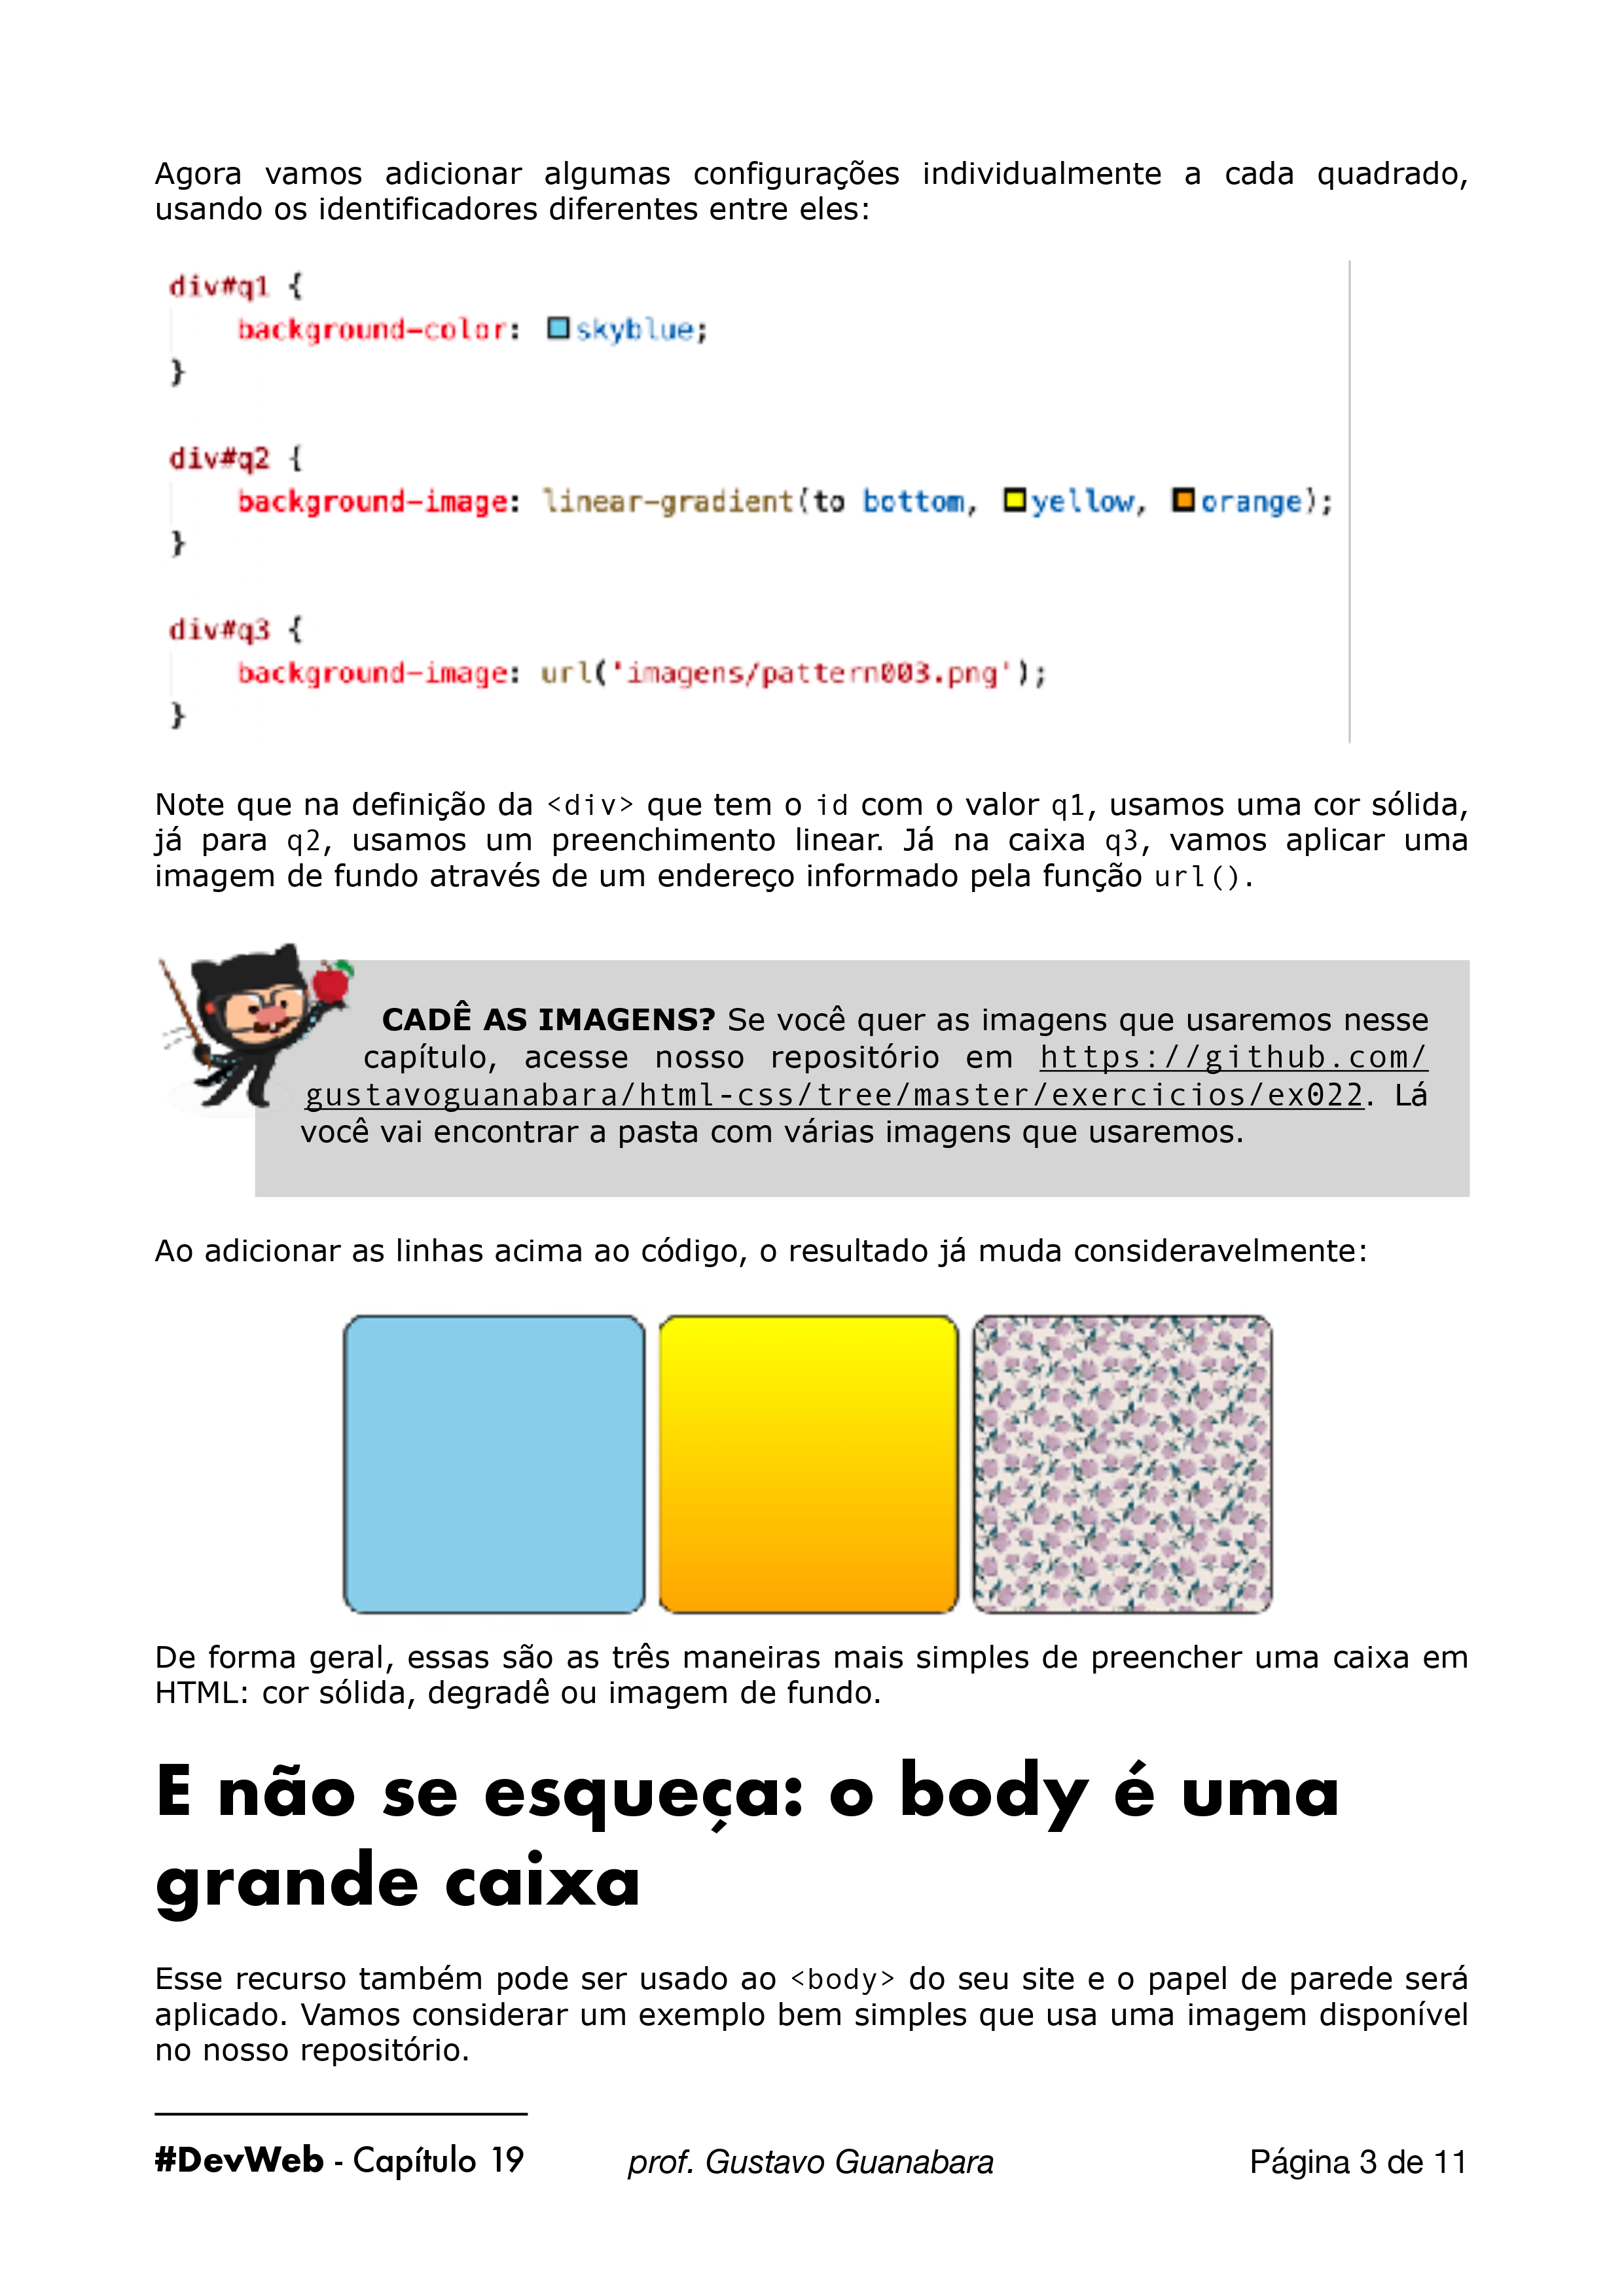 Agora vamos adicionar algumas configurações individualmente a cada quadrado,
usando os identificadores diferentes entre eles:
div#q1 {
background-color: skyblue;
}
div#q2 {
background-image: linear-gradient(to bottom, yellow, orange);
}
div#q3 {
background-image: url('imagens/pattern003.png');
}
Note que na definição da <div> que tem o id com o valor q1, usamos uma cor sólida,
já para q2, usamos um preenchimento linear. Já na caixa q3, vamos aplicar uma
imagem de fundo através de um endereço informado pela função url().
CADÊ AS IMAGENS? Se você quer as imagens que usaremos nesse
capítulo, acesse nosso repositório em https://github.com/
gustavoguanabara/html-css/tree/master/exercicios/ex022. Lá
você vai encontrar a pasta com várias imagens que usaremos.
Ao adicionar as linhas acima ao código, o resultado já muda consideravelmente:
De forma geral, essas são as três maneiras mais simples de preencher uma caixa em
HTML: cor sólida, degradê ou imagem de fundo.
E não se esqueça: o body é uma
grande caixa
Esse recurso também pode ser usado ao <body> do seu site e o papel de parede será
aplicado. Vamos considerar um exemplo bem simples que usa uma imagem disponível
no nosso repositório.
#DevWeb - Capítulo 19 prof. Gustavo Guanabara Página 3 de 11